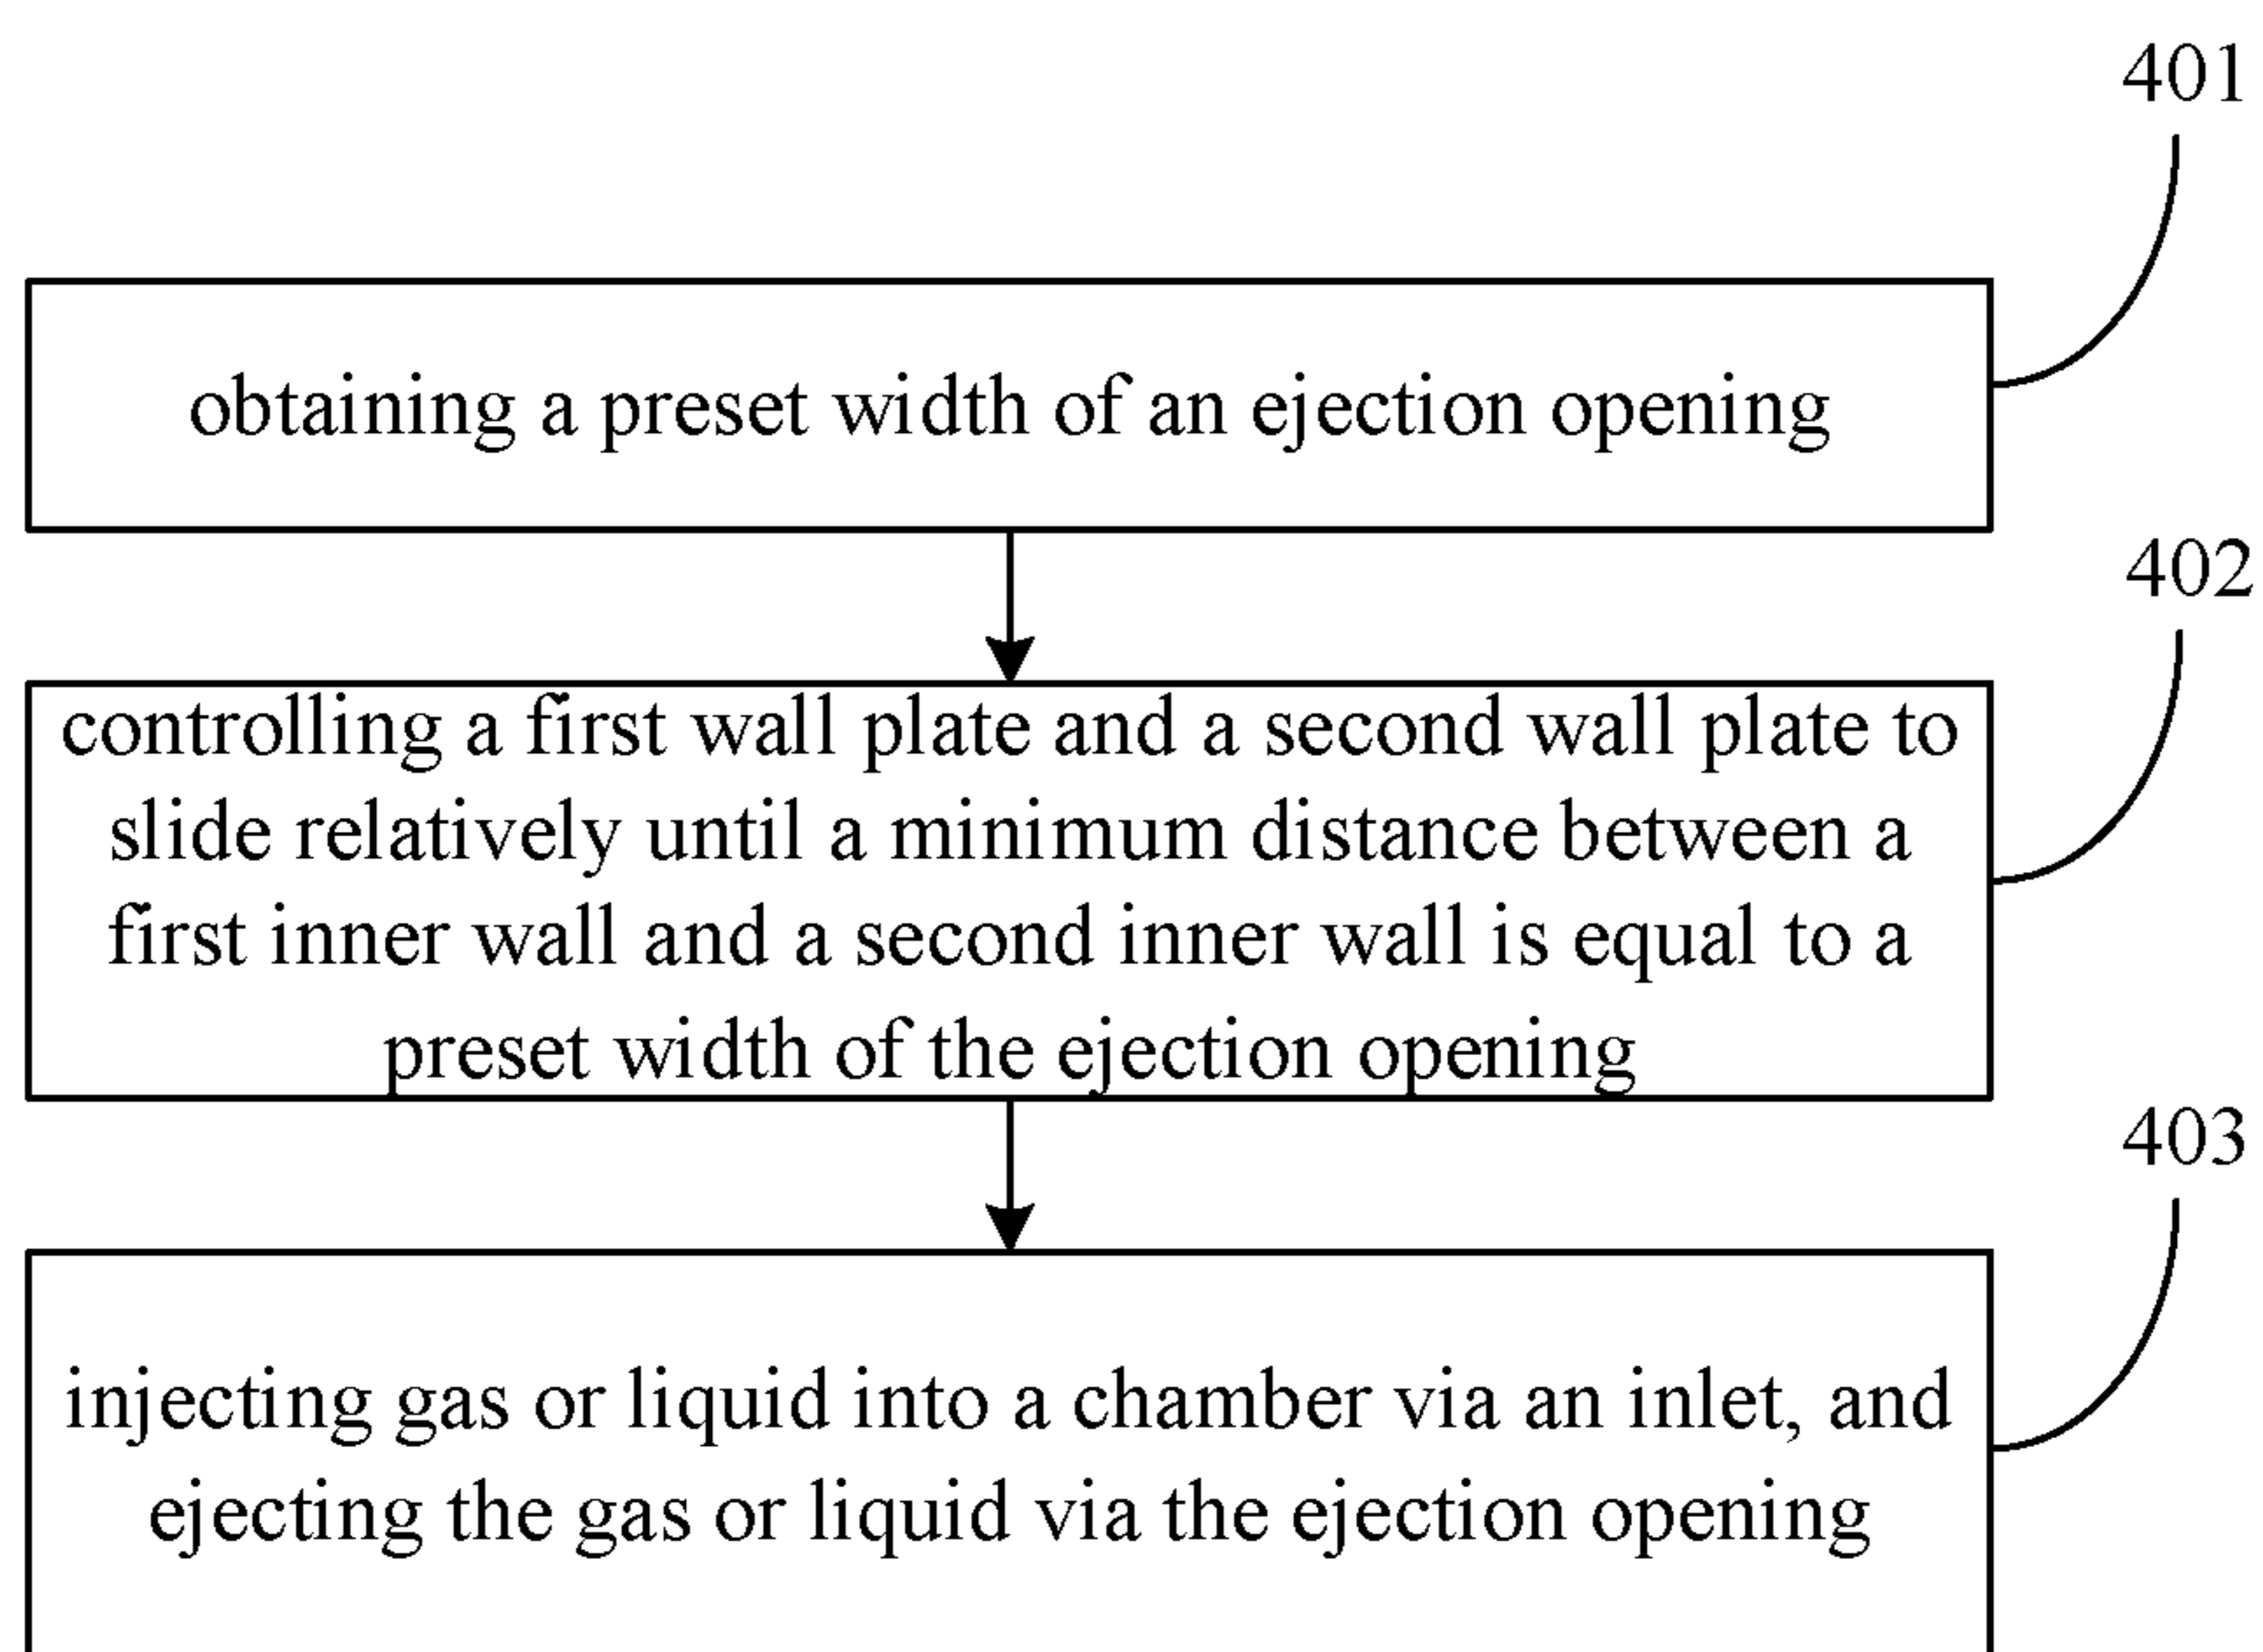 401
obtaining a preset width of an ejection opening
402
controlling a first wall plate and a second wall plate to
slide relatively until a minimum distance between a
first inner wall and a second inner wall is equal to a
preset width of the ejection opening
403
injecting gas or liquid into a chamber via an inlet, and
ejecting the gas or liquid via the ejection opening